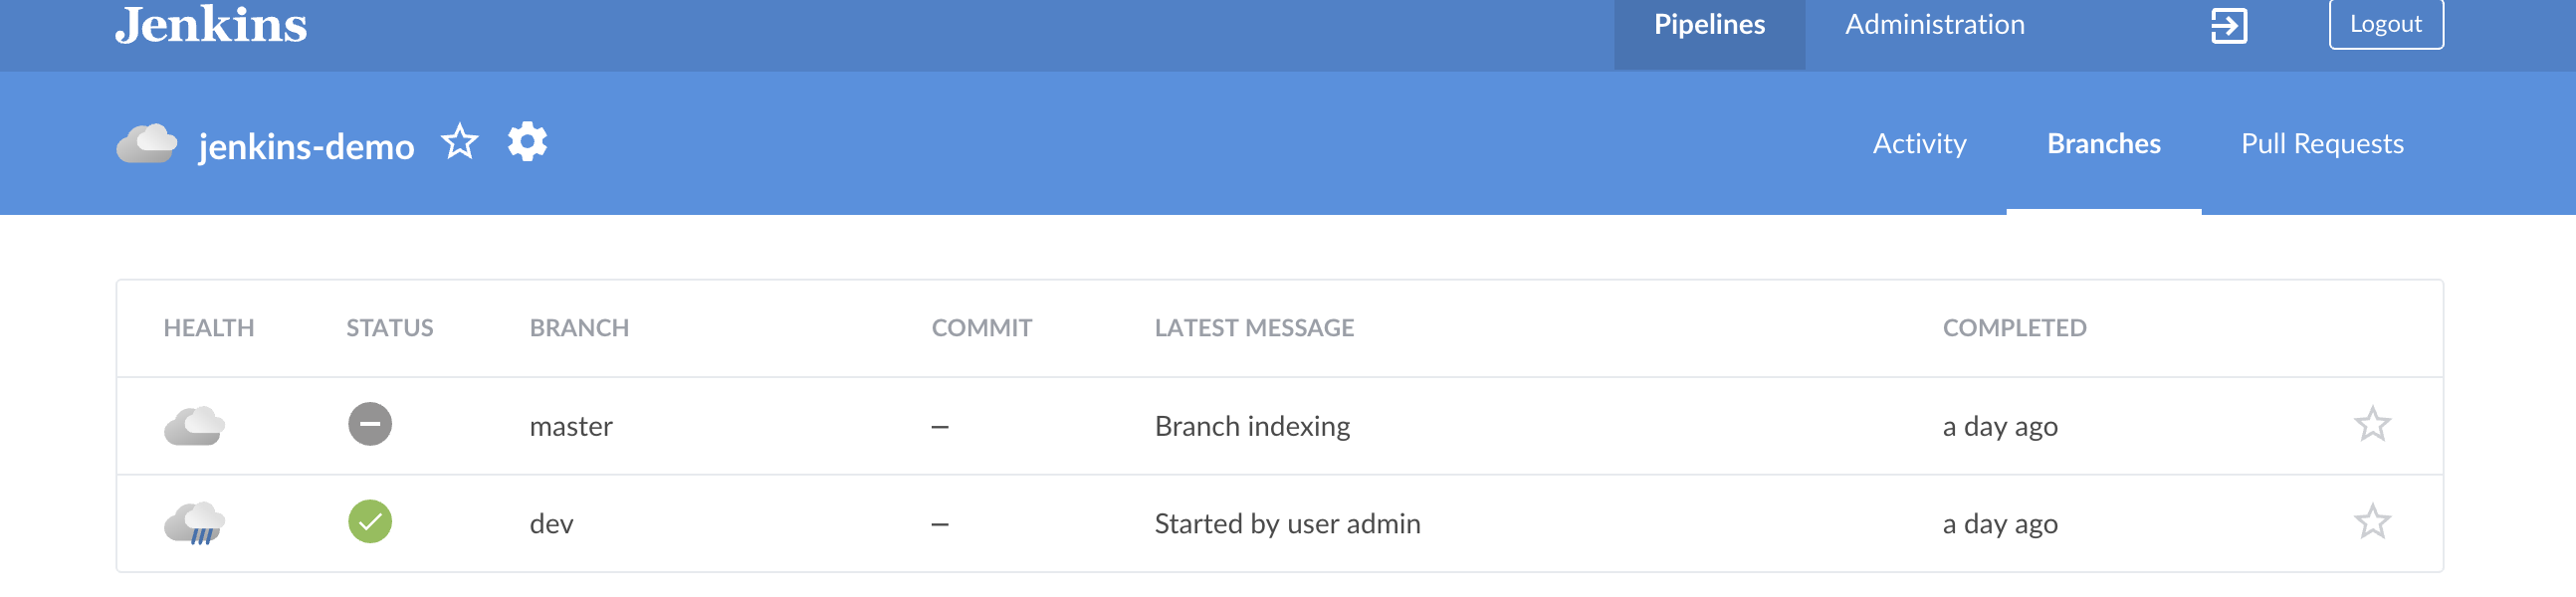 Jenkins Pipelines Administration Logout
jenkins-demo Activity Branches Pull Requests
HEALTH STATUS BRANCH COMMIT LATEST MESSAGE COMPLETED
master – Branch indexing a day ago
dev – Started by user admin a day ago